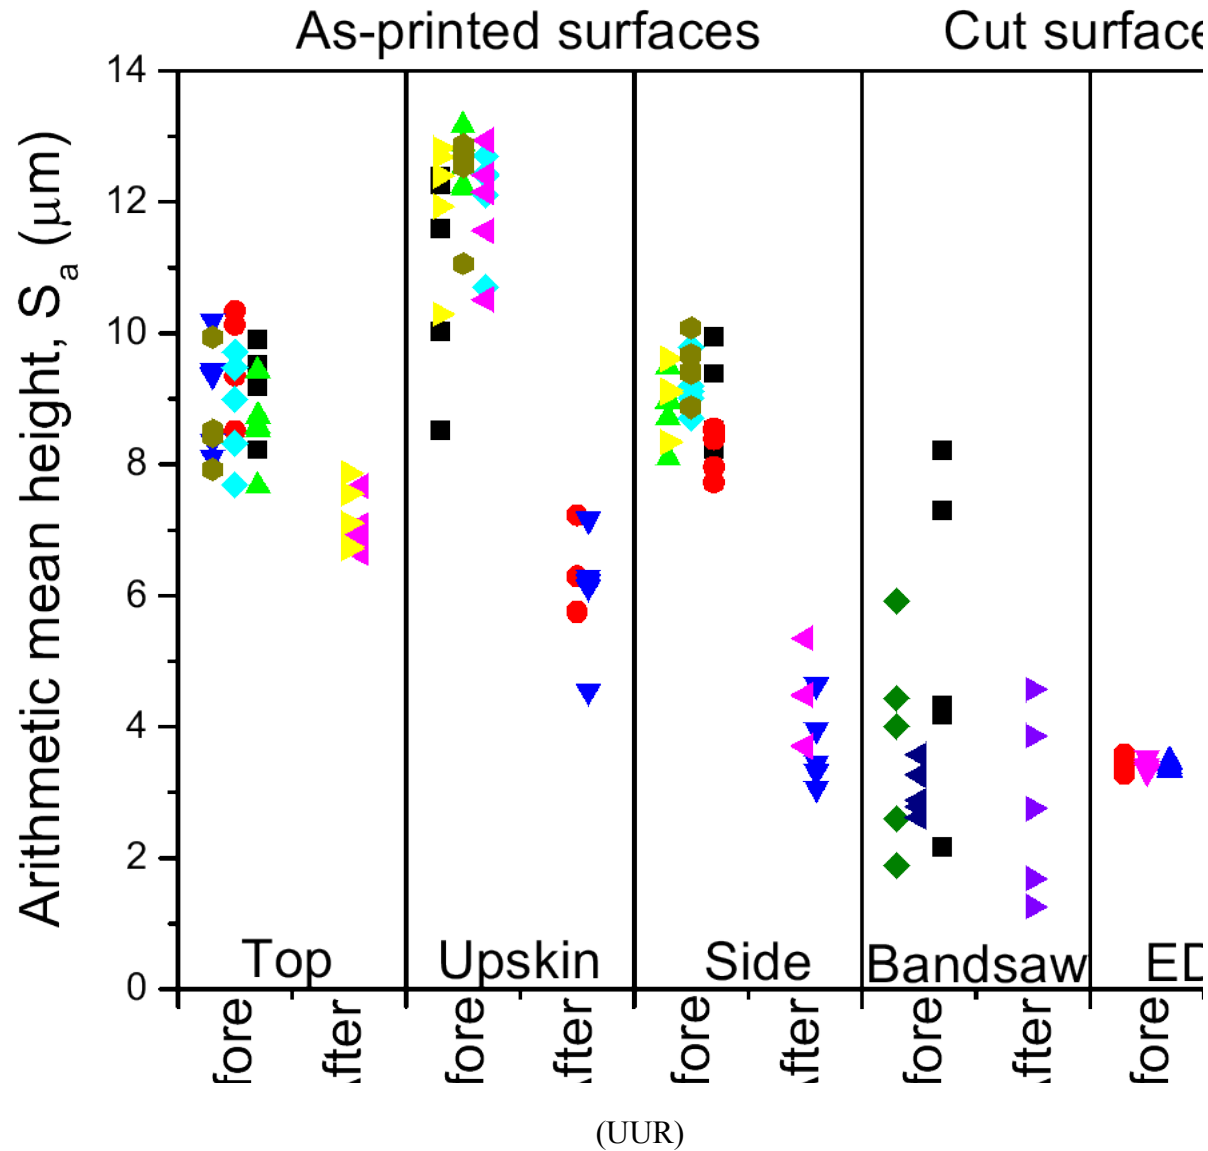 As-printed surfaces Cut surface
14
12
10
8
6
4
2
0
Arithmetic mean height, Sa (μm)
Top Upskin Side Bandsaw ED
fore fter fore fter fore fter fore fter fore
(UUR)